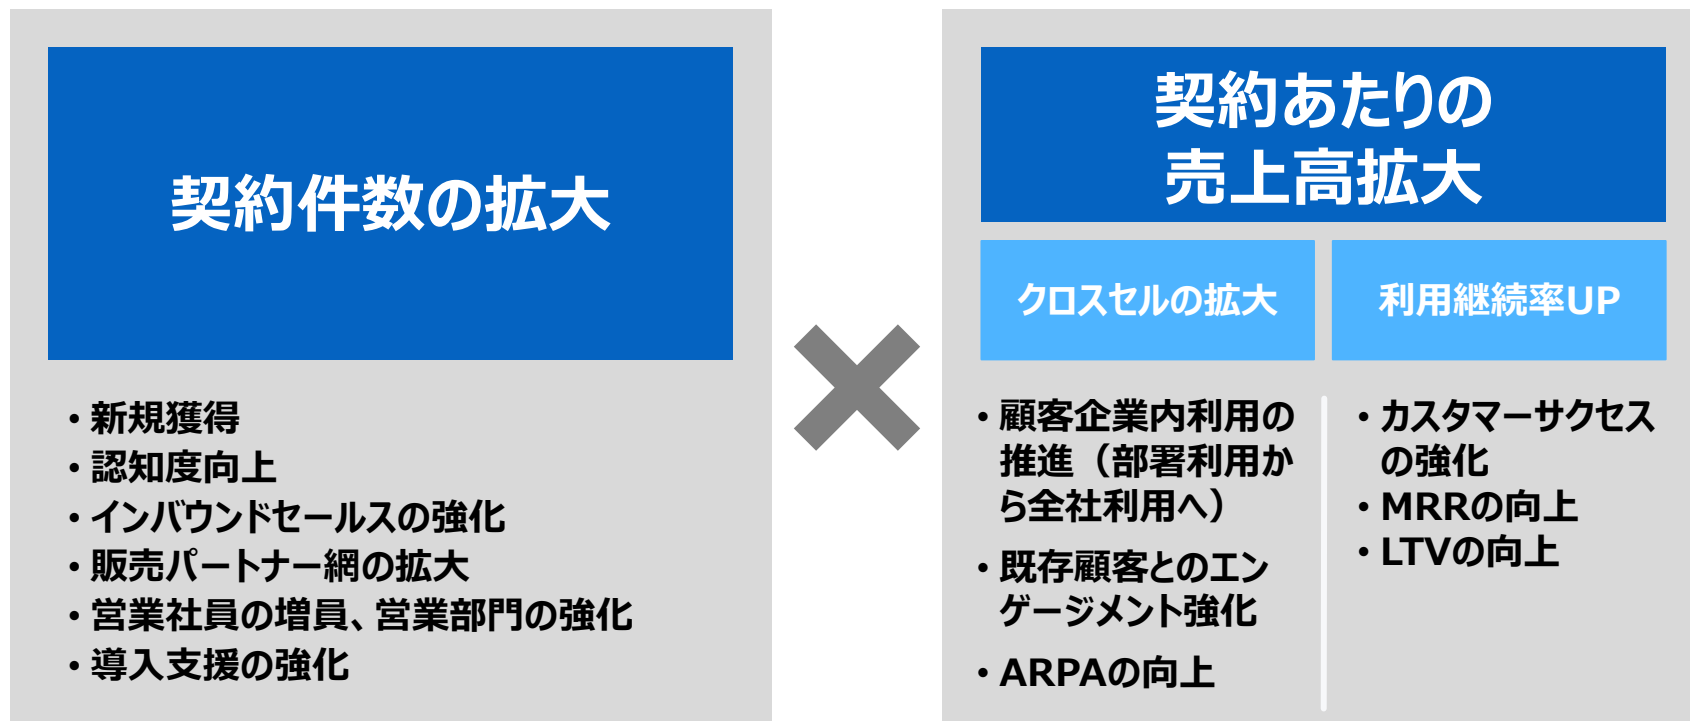 契約件数の拡大
・新規獲得
・認知度向上
・インバウンドセールスの強化
・販売パートナー網の拡大
・営業社員の増員、営業部門の強化
・導入支援の強化
契約あたりの
売上高拡大
クロスセルの拡大
・顧客企業内利用の
推進（部署利用か
ら全社利用へ）
・既存顧客とのエン
ゲージメント強化
・ARPAの向上
利用継続率UP
・カスタマーサクセス
の強化
・MRRの向上
・LTVの向上